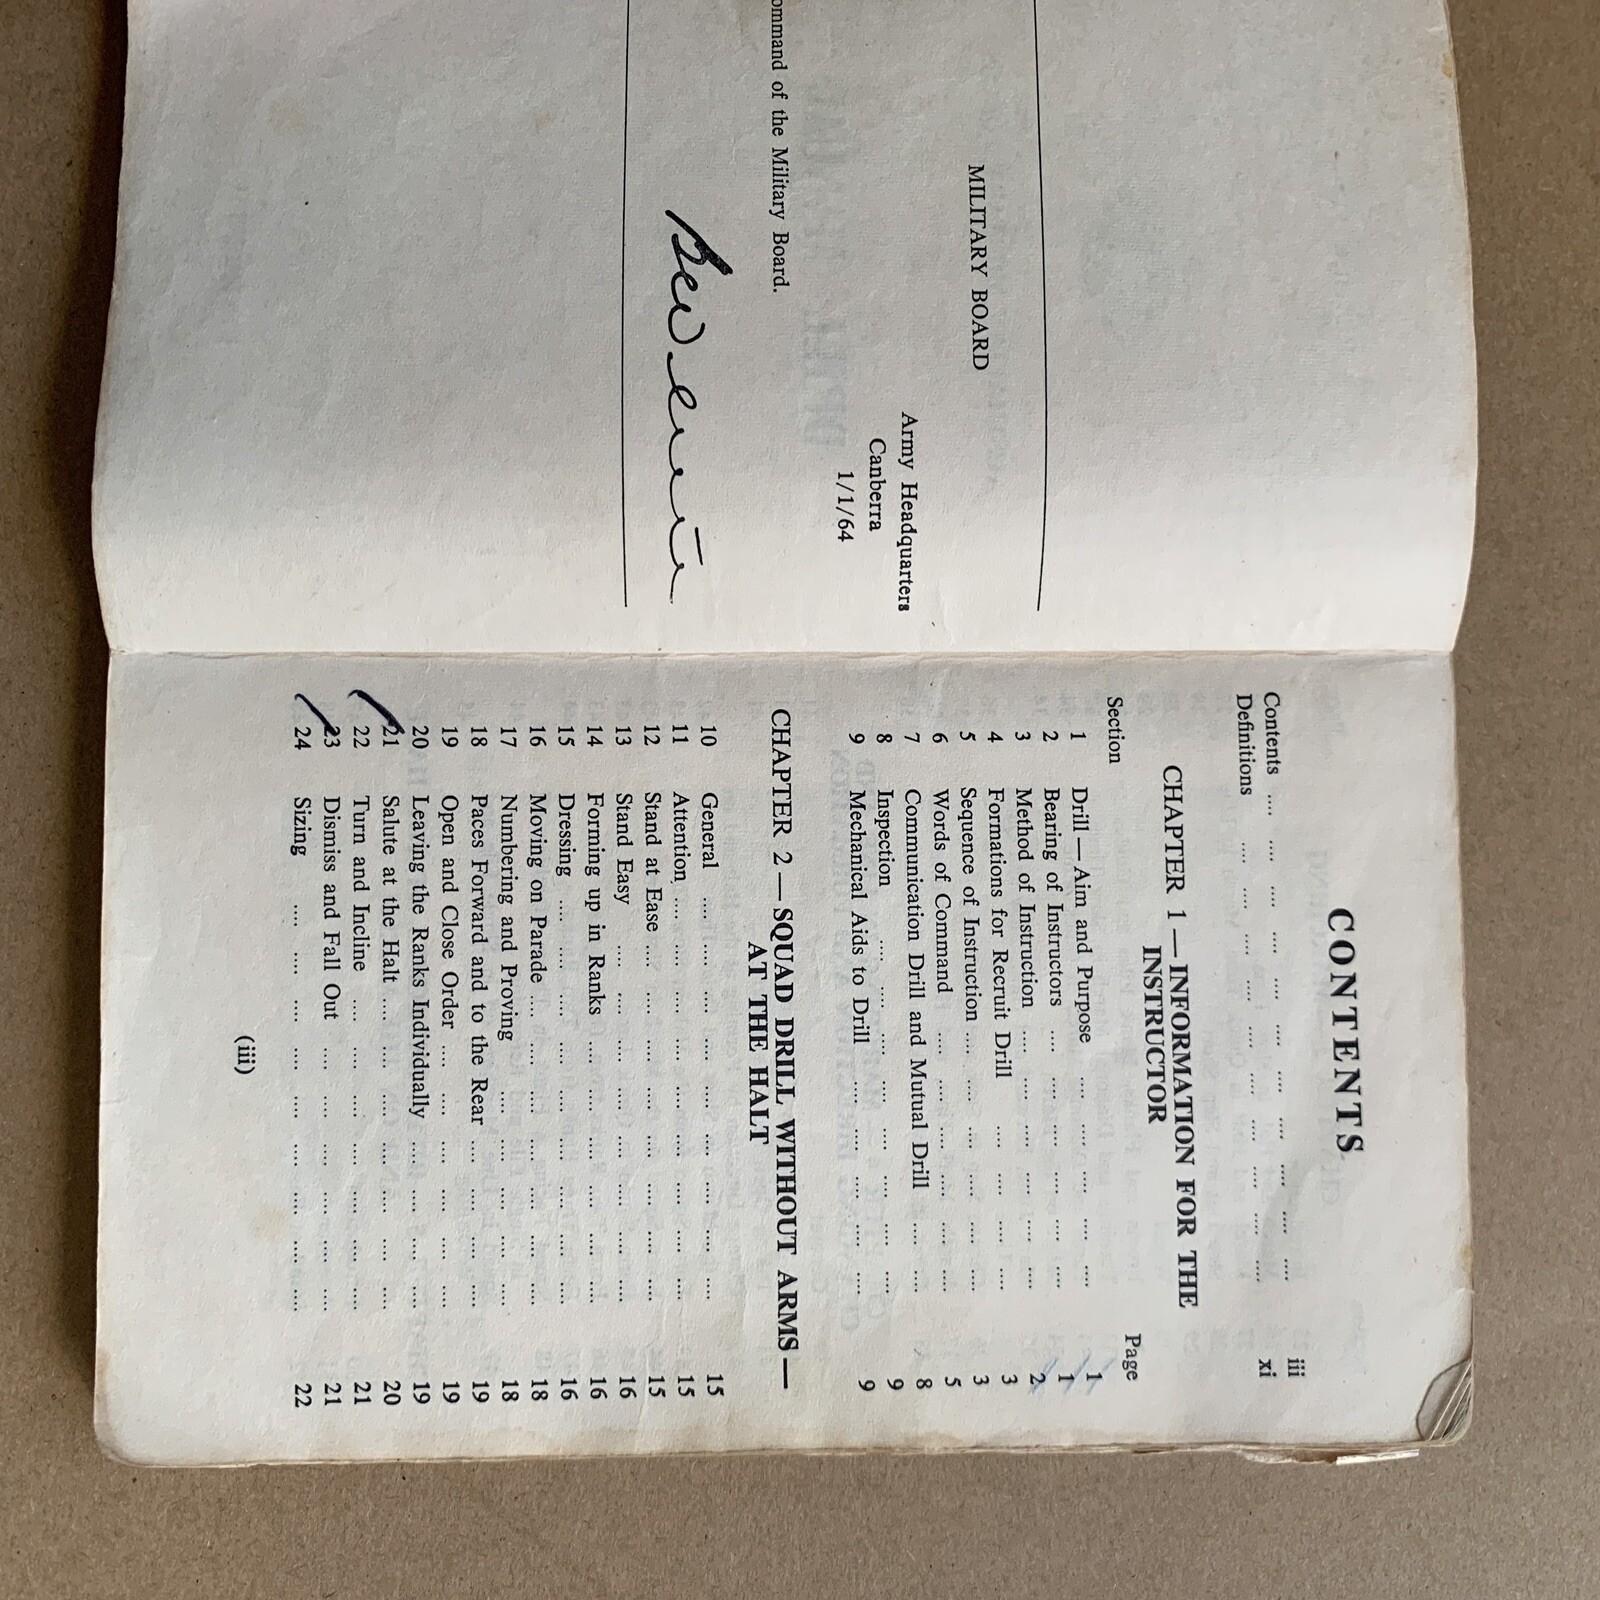 MILITARY BOARD
Army Headquarters
Canberra
1/1/64
ommand of the Military Board.
CONTENTS
Contents .... .... .... .... .... .... .... .... .... .... .... iii
Definitions .... .... .... .... .... .... .... .... .... .... xi
CHAPTER 1 — INFORMATION FOR THE
INSTRUCTOR
Section Page
1 Drill — Aim and Purpose .... .... .... .... .... 1
2 Bearing of Instructors .... .... .... .... .... .... 1
3 Method of Instruction .... .... .... .... .... .... 2
4 Formations for Recruit Drill .... .... .... .... 3
5 Sequence of Instruction .... .... .... .... .... .... 3
6 Words of Command .... .... .... .... .... .... 5
7 Communication Drill and Mutual Drill .... .... 8
8 Inspection .... .... .... .... .... .... .... .... 9
9 Mechanical Aids to Drill .... .... .... .... .... 9
CHAPTER 2 — SQUAD DRILL WITHOUT ARMS —
AT THE HALT
10 General .... .... .... .... .... .... .... .... .... 15
11 Attention .... .... .... .... .... .... .... .... .... 15
12 Stand at Ease .... .... .... .... .... .... .... .... 15
13 Stand Easy .... .... .... .... .... .... .... .... 16
14 Forming up in Ranks .... .... .... .... .... .... 16
15 Dressing .... .... .... .... .... .... .... .... .... 16
16 Moving on Parade .... .... .... .... .... .... .... 18
17 Numbering and Proving .... .... .... .... .... 18
18 Paces Forward and to the Rear .... .... .... .... 19
19 Open and Close Order .... .... .... .... .... .... 19
20 Leaving the Ranks Individually .... .... .... .... 19
21 Salute at the Halt .... .... .... .... .... .... .... 20
22 Turn and Incline .... .... .... .... .... .... .... 21
23 Dismiss and Fall Out .... .... .... .... .... .... 21
24 Sizing .... .... .... .... .... .... .... .... .... 22
(iii)